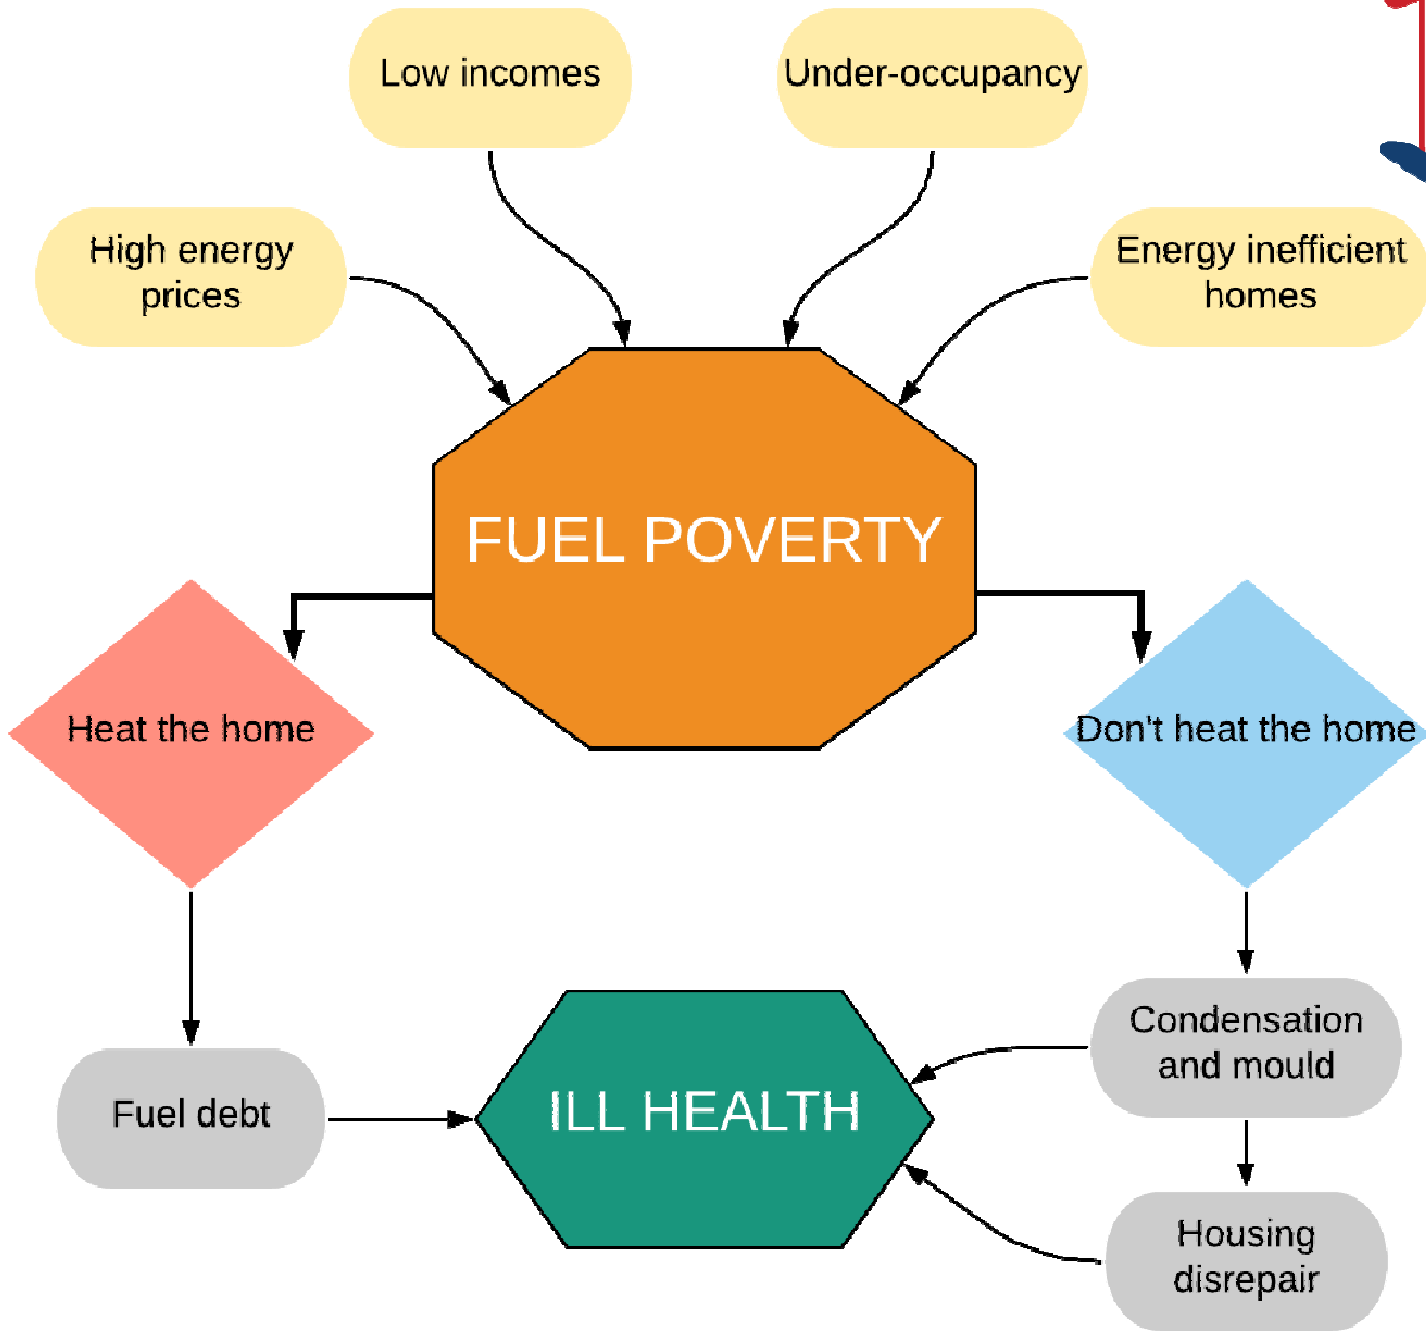 Low incomes
Under-occupancy
High energy
prices
Energy inefficient
homes
FUEL POVERTY
Heat the home
Don't heat the home
Condensation
and mould
Fuel debt
ILL HEALTH
Housing
disrepair